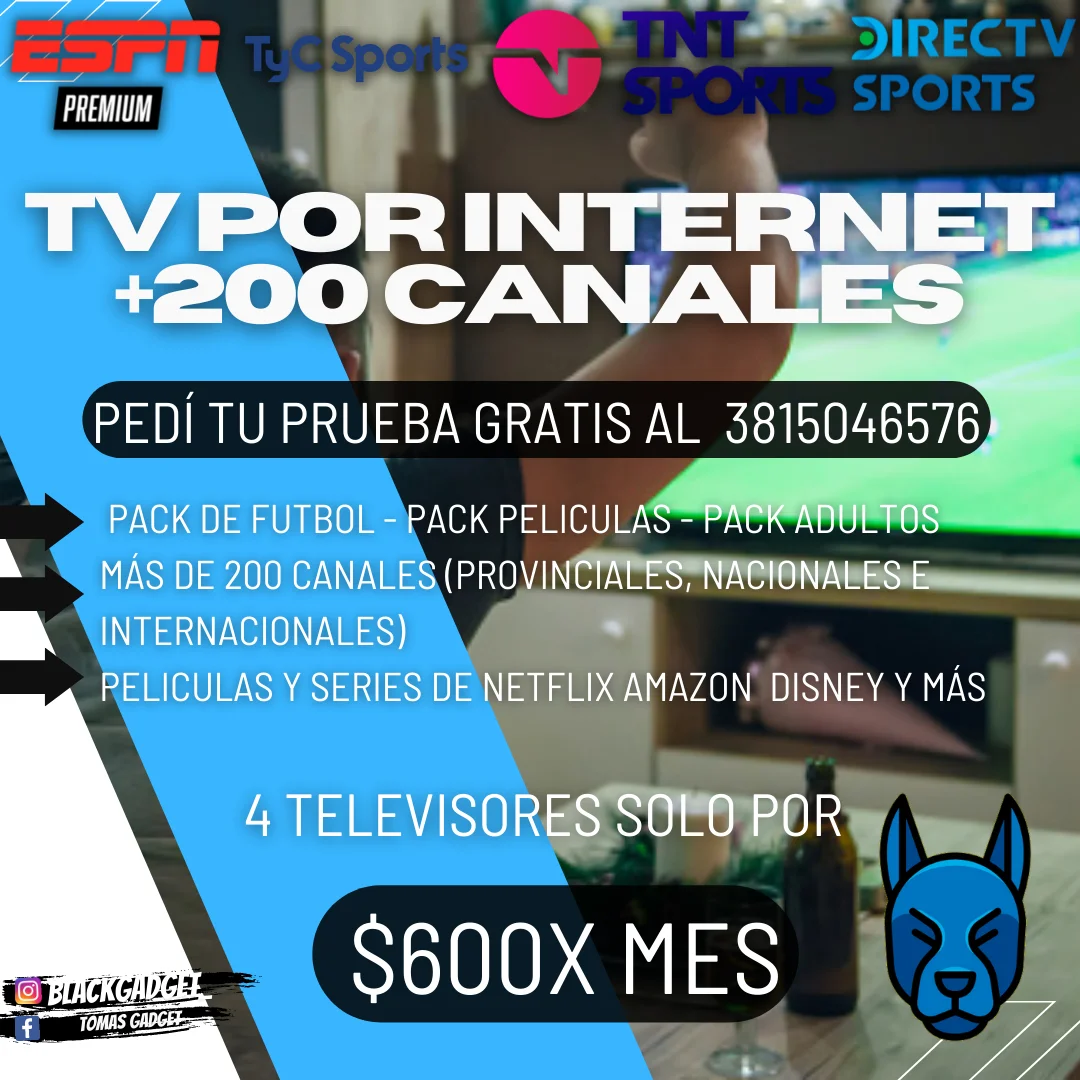 ESPN TyC Sports TNT SPORTS DIRECTV SPORTS
PREMIUM
TV POR INTERNET
+200 CANALES
PEDÍ TU PRUEBA GRATIS AL 3815046576
PACK DE FUTBOL - PACK PELICULAS - PACK ADULTOS
MÁS DE 200 CANALES (PROVINCIALES, NACIONALES E
INTERNACIONALES)
PELICULAS Y SERIES DE NETFLIX AMAZON DISNEY Y MÁS
4 TELEVISORES SOLO POR
$600X MES
BLACKGADGET
TOMAS GADGET